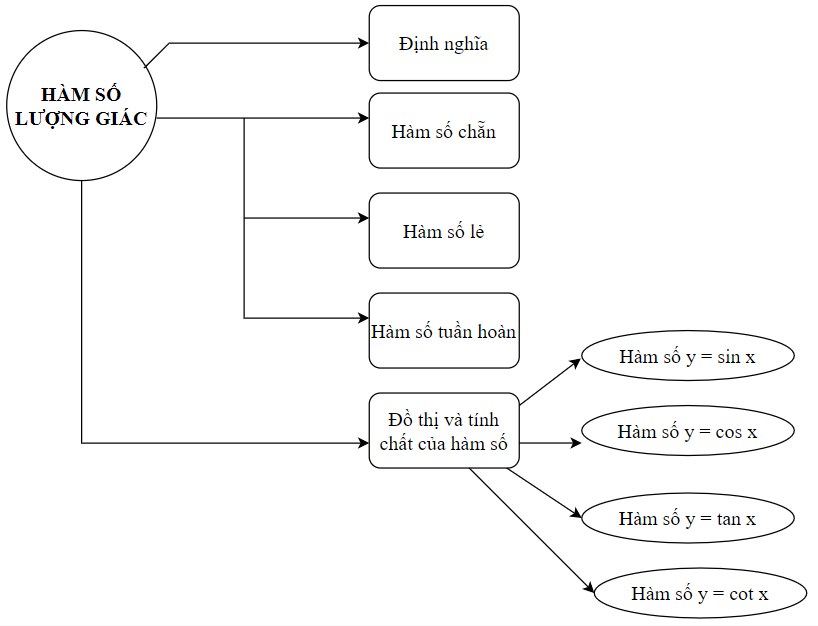 HÀM SỐ
LƯỢNG GIÁC
Định nghĩa
Hàm số chẵn
Hàm số lẻ
Hàm số tuần hoàn
Đồ thị và tính
chất của hàm số
Hàm số y = sin x
Hàm số y = cos x
Hàm số y = tan x
Hàm số y = cot x